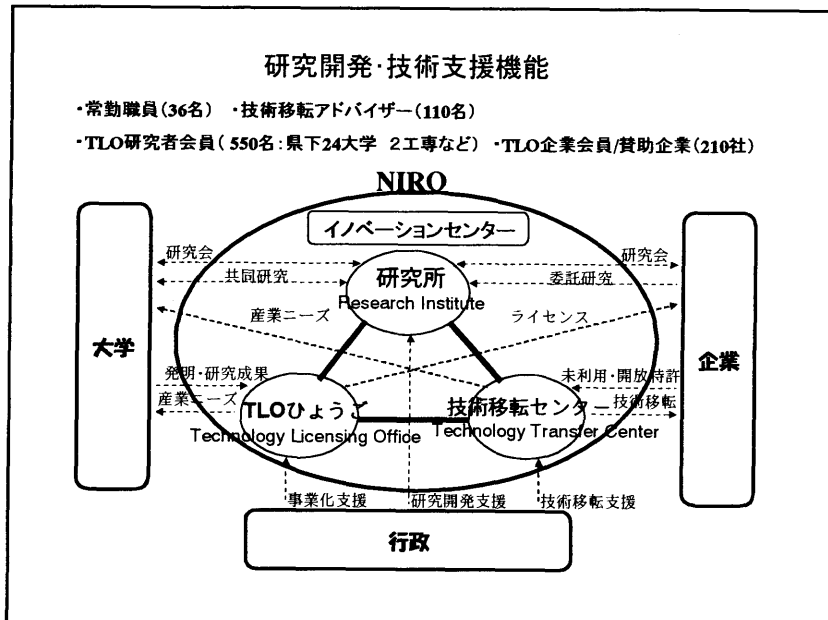 研究開発・技術支援機能
・常勤職員(36名) ・技術移転アドバイザー(110名)
・TLO研究者会員( 550名:県下24大学 2工専など) ・TLO企業会員/賛助企業(210社)
NIRO
イノベーションセンター
研究会
研究会
共同研究
委託研究
研究所
Research Institute
産業ニーズ
ライセンス
大学
企業
発明・研究成果
未利用・開放特許
産業ニーズ
技術移転
TLOひょうご
Technology Licensing Office
技術移転センター
Technology Transfer Center
事業化支援
研究開発支援
技術移転支援
行政